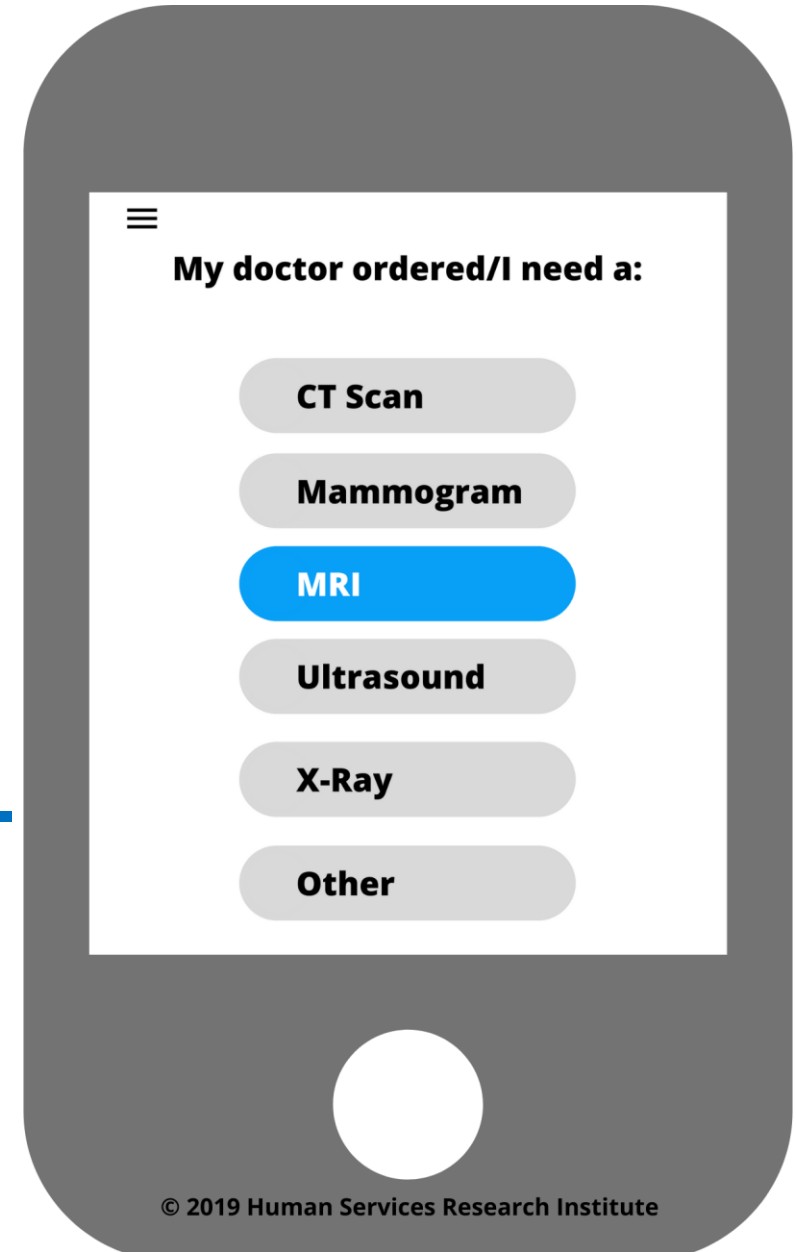 My doctor ordered/I need a:
CT Scan
Mammogram
MRI
Ultrasound
X-Ray
Other
© 2019 Human Services Research Institute